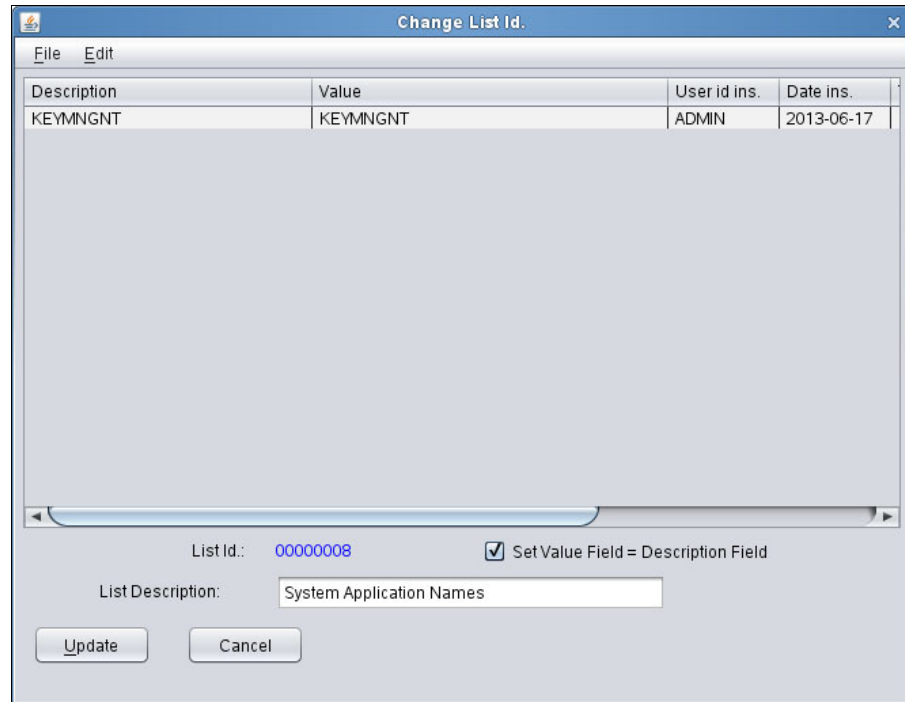 Change List Id.
File Edit
Description Value User id ins. Date ins.
KEYMNGNT KEYMNGNT ADMIN 2013-06-17
List Id.: 00000008 Set Value Field = Description Field
List Description: System Application Names
Update Cancel